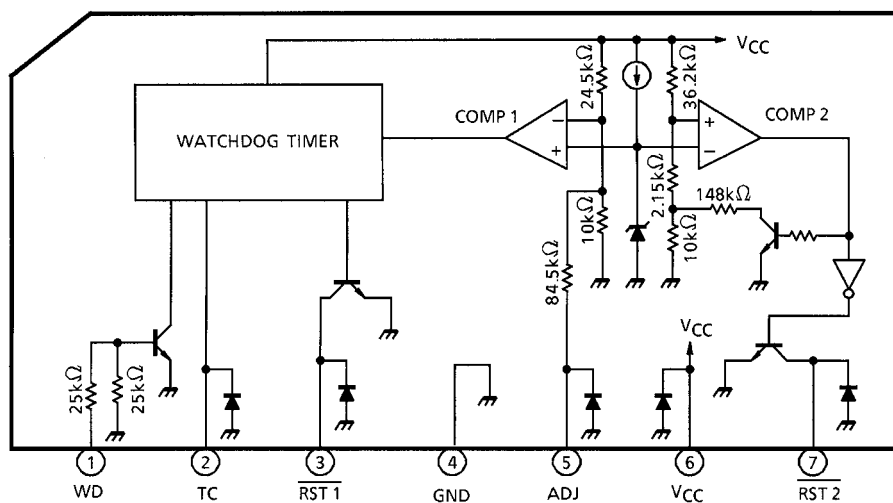 VCC
24.5kΩ
36.2kΩ
COMP 1
COMP 2
WATCHDOG TIMER
−
+
+
−
2.15kΩ
148kΩ
10kΩ
10kΩ
84.5kΩ
VCC
25kΩ
25kΩ
1
2
3
4
5
6
7
WD
TC
RST 1
GND
ADJ
VCC
RST 2